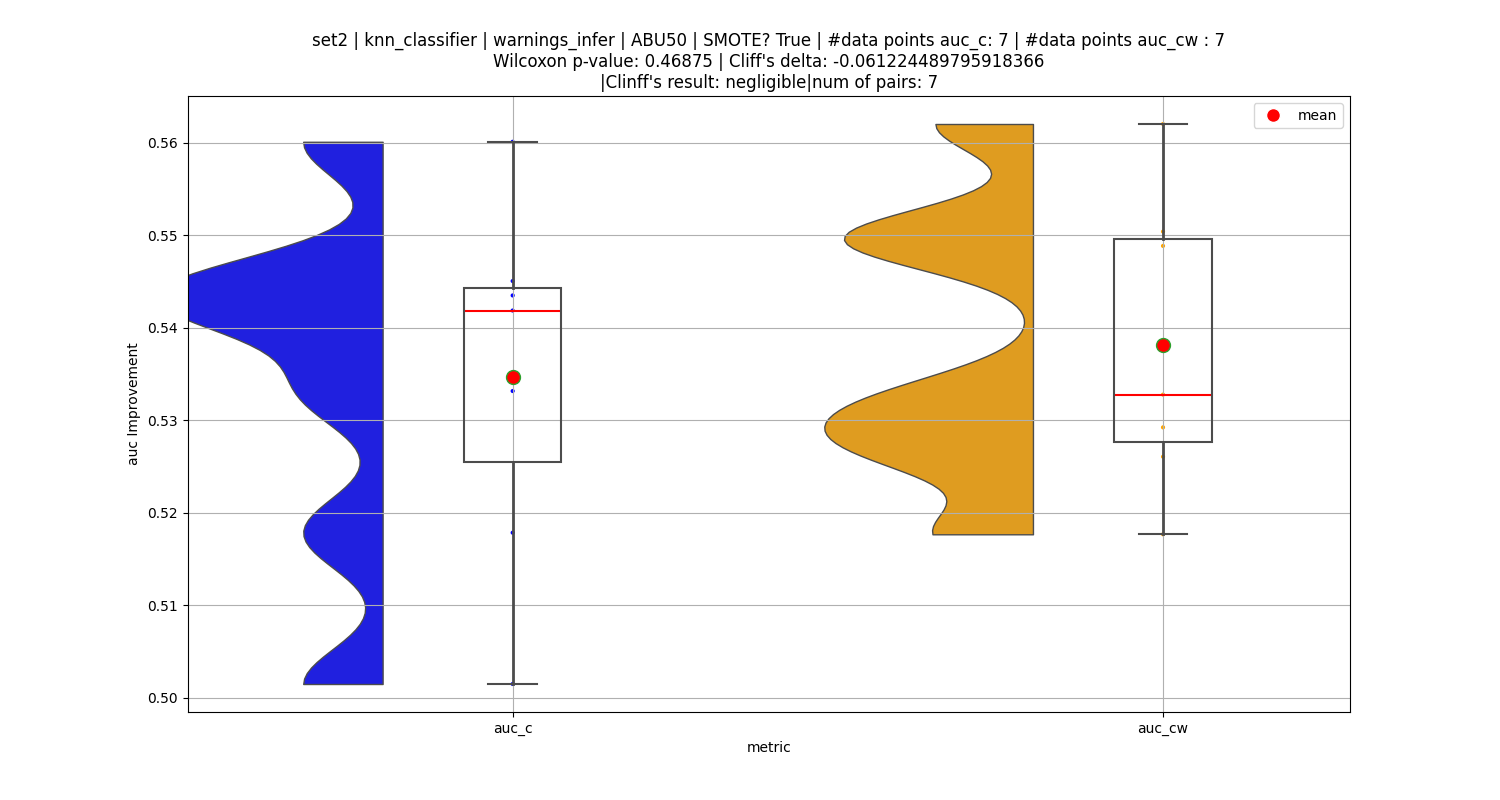 set2 | knn_classifier | warnings_infer | ABU50 | SMOTE? True | #data points auc_c: 7 | #data points auc_cw : 7
Wilcoxon p-value: 0.46875 | Cliff's delta: -0.061224489795918366
|Clinff's result: negligible|num of pairs: 7
mean
0.56
0.55
0.54
0.53
0.52
0.51
0.50
auc Improvement
auc_c
auc_cw
metric